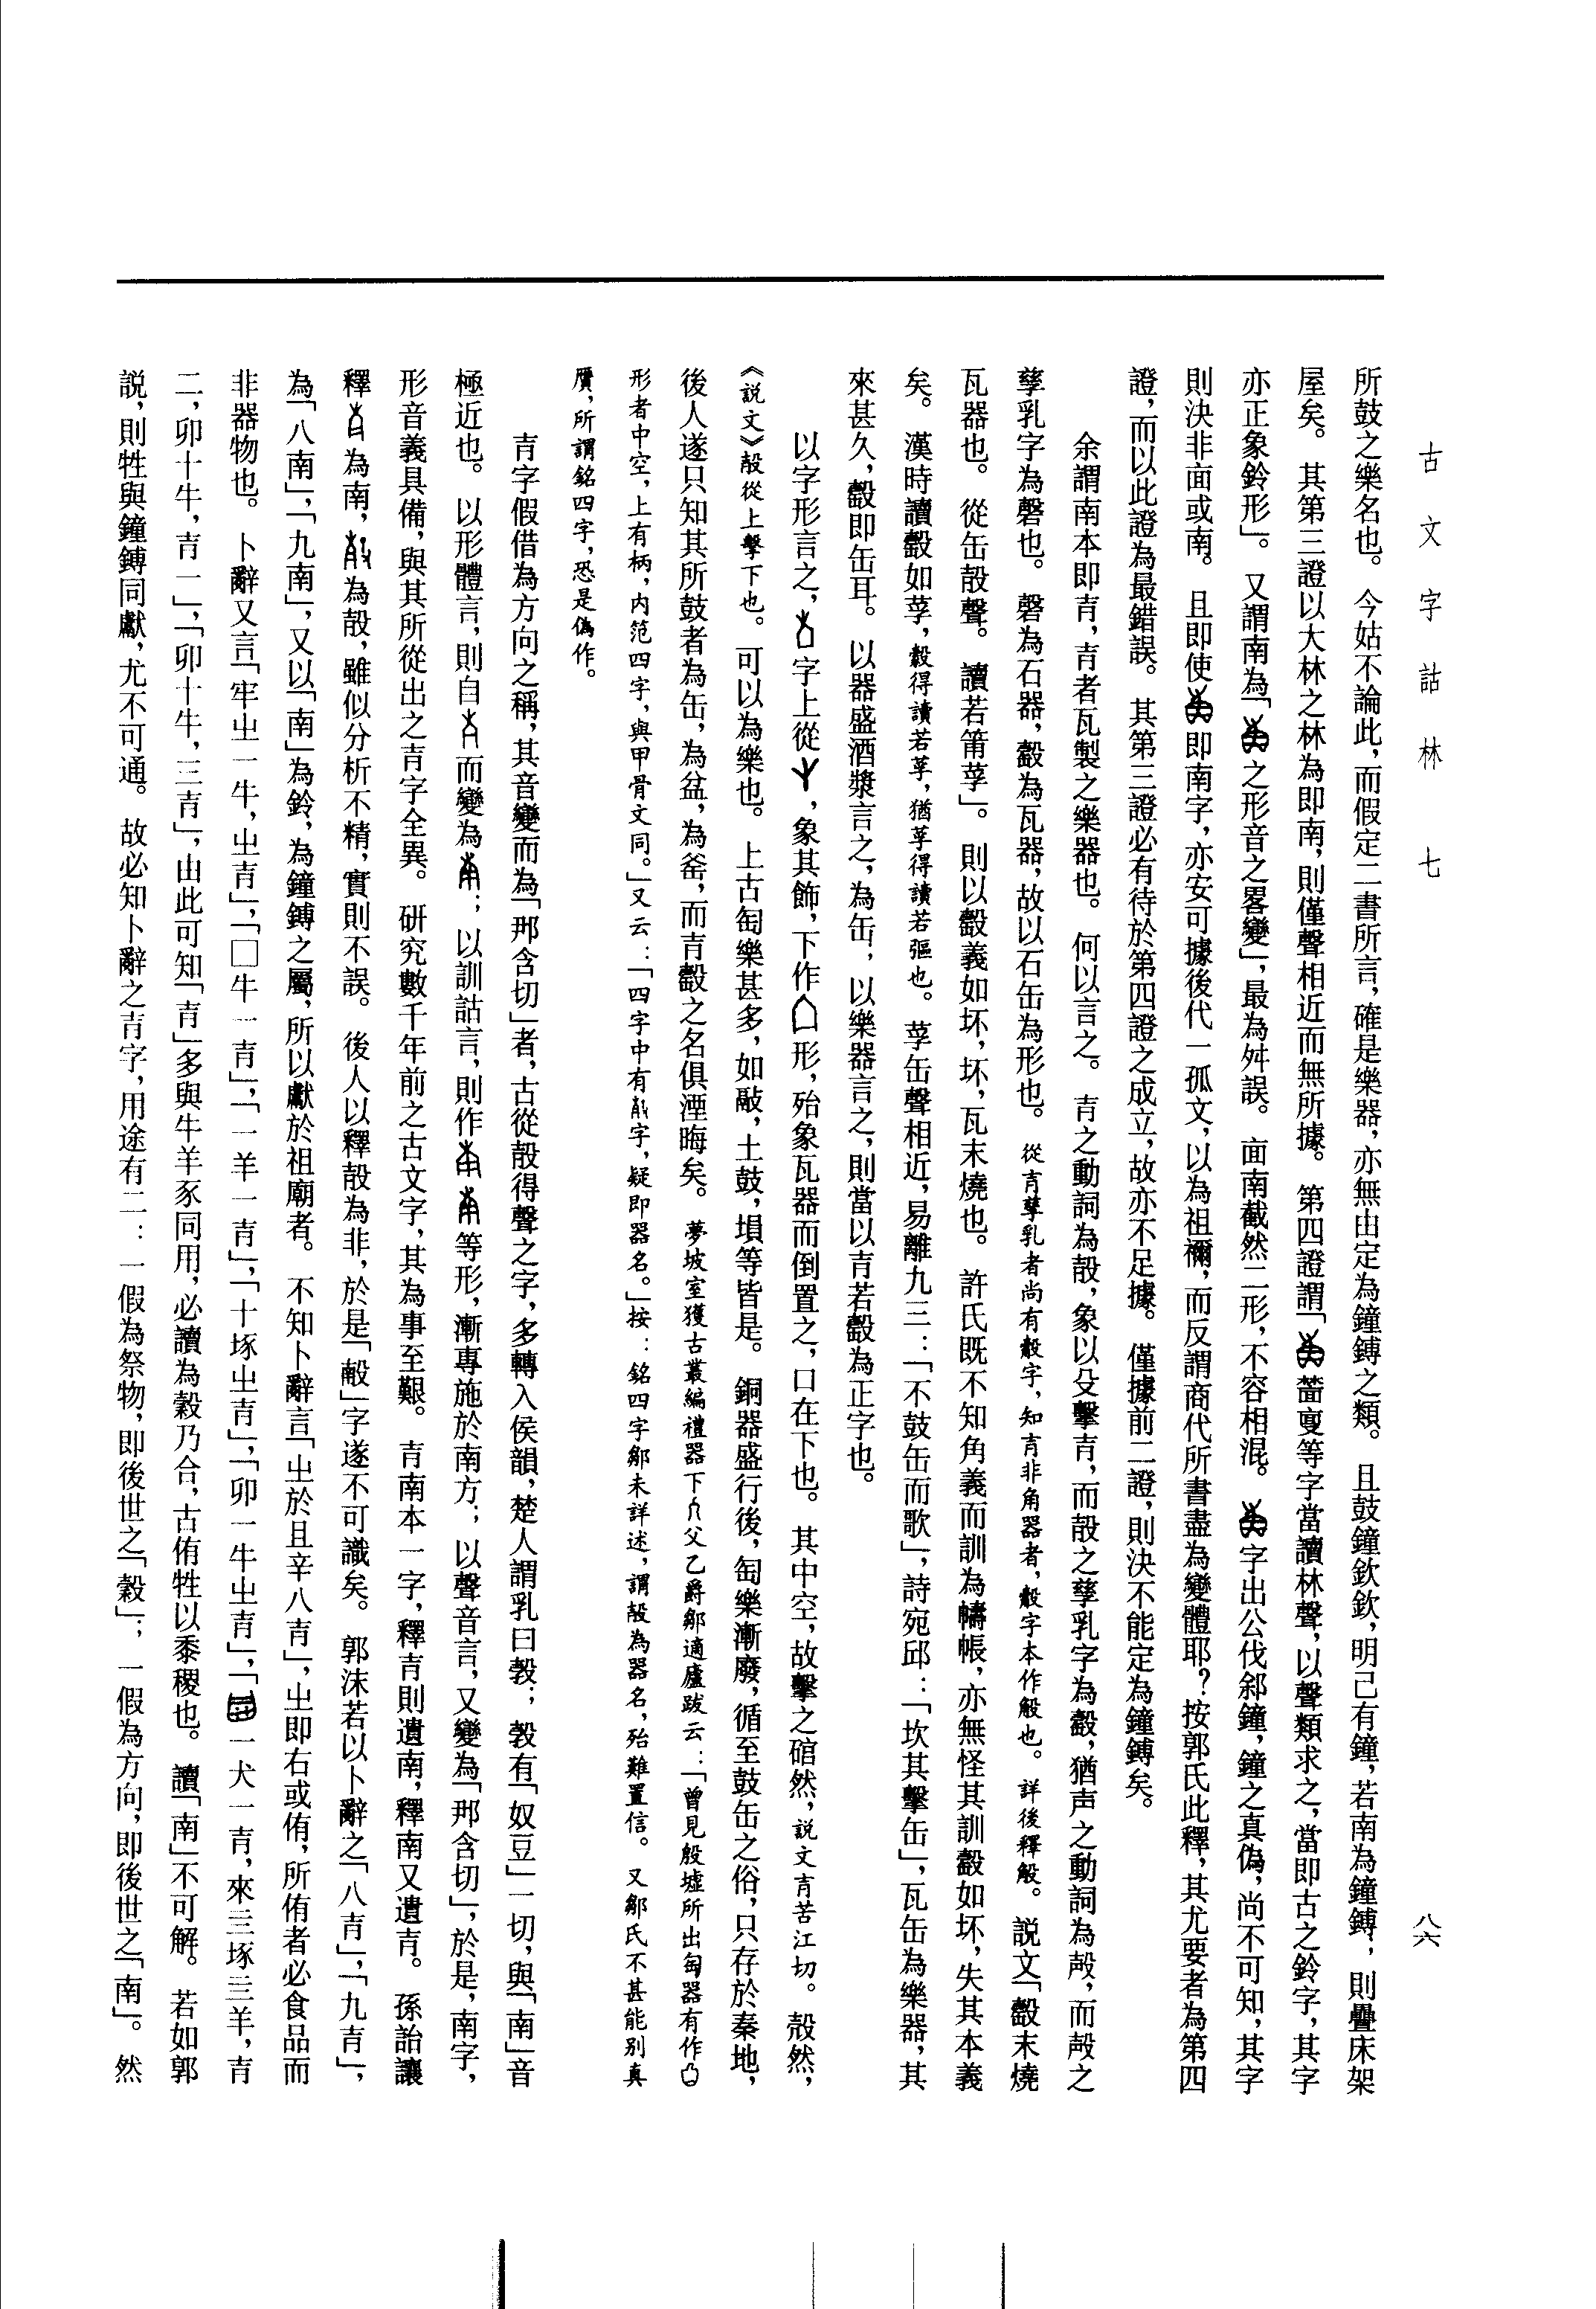 古文字詁林 七
八六
所鼓之樂名也。今姑不論此，而假定二書所言，確是樂器，亦無由定為鐘鎛之類。且鼓鐘欽欽，明已有鐘，若南為鐘鎛，則疊床架
屋矣。其第三證以大林之林為即南，則僅聲相近而無所據。第四證謂「 薔 等字當讀林聲，以聲類求之，當即古之鈴字，其字
亦正象鈴形」。又謂南為「 之形音之畧變」，最為舛誤。面南截然二形，不容相混。 字出公伐郐鐘，鐘之真偽，尚不可知，其字
則決非面或南。且即使 即南字，亦安可據後代一孤文，以為祖禰，而反謂商代所書盡為變體耶？按郭氏此釋，其尤要者為第四
證，而以此證為最錯誤。其第三證必有待於第四證之成立，故亦不足據。僅據前二證，則決不能定為鐘鎛矣。
余謂南本即青，青者瓦製之樂器也。何以言之。青之動詞為㱿，象以殳擊青，而㱿之孳乳字為㲉，猶声之動詞為殸，而殸之
孳乳字為磬也。磬為石器，㲉為瓦器，故以石缶為形也。從青孳乳者尚有㲉字，知青非角器者，㲉字本作㲃也。詳後釋㲃。説文「㲉未燒
瓦器也。從缶㱿聲。讀若筩莩」。則以㲉義如坏，坏，瓦未燒也。許氏既不知角義而訓為幬帳，亦無怪其訓㲉如坏，失其本義
矣。漢時讀㲉如莩，㲉得讀若莩，猶莩得讀若彄也。莩缶聲相近，易離九三：「不鼓缶而歌」，詩宛邱：「坎其擊缶」，瓦缶為樂器，其
來甚久，㲉即缶耳。以器盛酒漿言之，為缶，以樂器言之，則當以青若㲉為正字也。
以字形言之， 字上從 ，象其飾，下作 形，殆象瓦器而倒置之，口在下也。其中空，故擊之硿然，説文青苦江切。殼然，
《説文》㱿從上擊下也。可以為樂也。上古匋樂甚多，如敔，土鼓，塤等皆是。銅器盛行後，匋樂漸廢，循至鼓缶之俗，只存於秦地，
後人遂只知其所鼓者為缶，為盆，為釜，而青㲉之名俱湮晦矣。夢坡室獲古叢編禮器下 父乙爵鄒適廬跋云：「曾見殷墟所出匋器有作
形者中空，上有柄，内范四字，與甲骨文同。」又云：「四字中有 字，疑即器名。」按：銘四字鄒未詳述，謂㱿為器名，殆難置信。又鄒氏不甚能别真
贋，所謂銘四字，恐是偽作。
青字假借為方向之稱，其音變而為「那含切」者，古從㱿得聲之字，多轉入侯韻，楚人謂乳曰㝅；㝅有「奴豆」一切，與「南」音
極近也。以形體言，則自 而變為 ；以訓詁言，則作 等形，漸專施於南方；以聲音言，又變為「那含切」，於是，南字，
形音義具備，與其所從出之青字全異。研究數千年前之古文字，其為事至艱。青南本一字，釋青則遺南，釋南又遺青。孫詒讓
釋 為南， 為㱿，雖似分析不精，實則不誤。後人以釋㱿為非，於是「㱿」字遂不可識矣。郭沫若以卜辭之「八青」，「九青」，
為「八南」，「九南」，又以「南」為鈴，為鐘鎛之屬，所以獻於祖廟者。不知卜辭言「㞢於且辛八青」，㞢即右或侑，所侑者必食品而
非器物也。卜辭又言「牢㞢一牛，㞢青」，「□牛一青」，「一羊一青」，「十㺇㞢青」，「卯一牛㞢青」，「 一犬一青，來三㺇三羊，青
二，卯十牛，青一」，「卯十牛，三青」，由此可知「青」多與牛羊豕同用，必讀為穀乃合，古侑牲以黍稷也。讀「南」不可解。若如郭
説，則牲與鐘鎛同獻，尤不可通。故必知卜辭之青字，用途有二：一假為祭物，即後世之「穀」；一假為方向，即後世之「南」。然